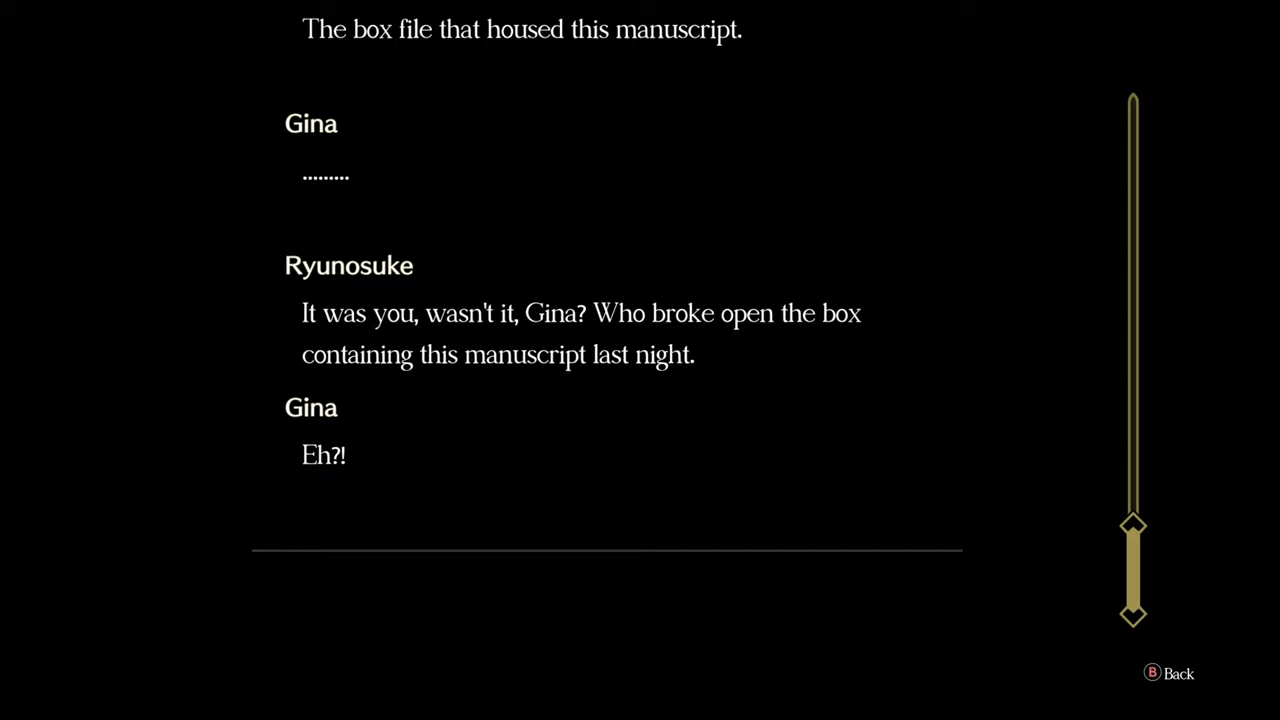 The box file that housed this manuscript.
Gina
.........
Ryunosuke
It was you, wasn't it, Gina? Who broke open the box
containing this manuscript last night.
Gina
Eh?!
B Back